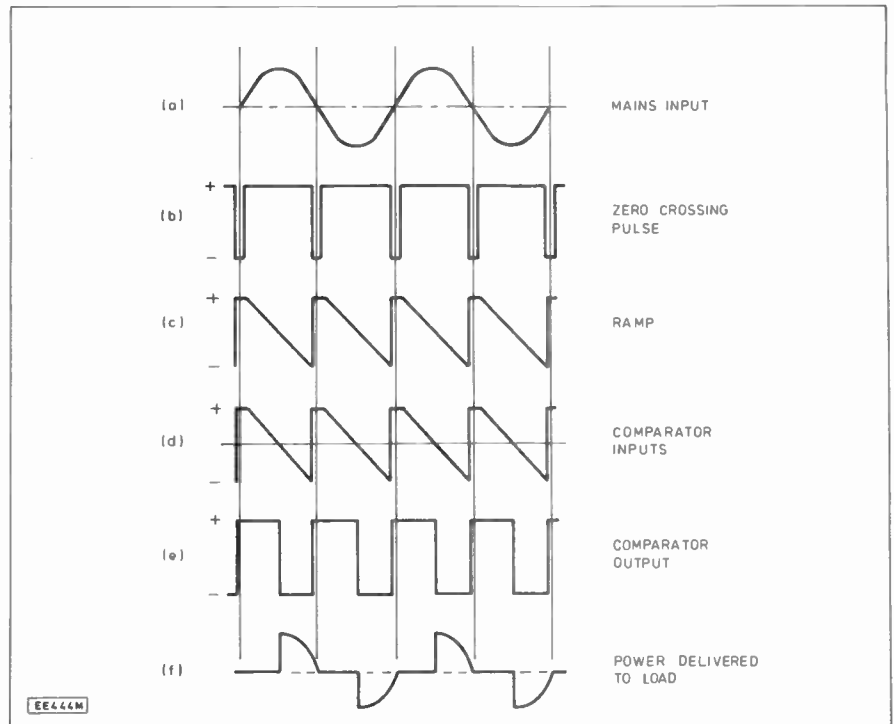 (a)
MAINS INPUT
+
(b)
−
ZERO CROSSING
PULSE
+
(c)
−
RAMP
+
(d)
−
COMPARATOR
INPUTS
+
(e)
−
COMPARATOR
OUTPUT
(f)
POWER DELIVERED
TO LOAD
EE444M